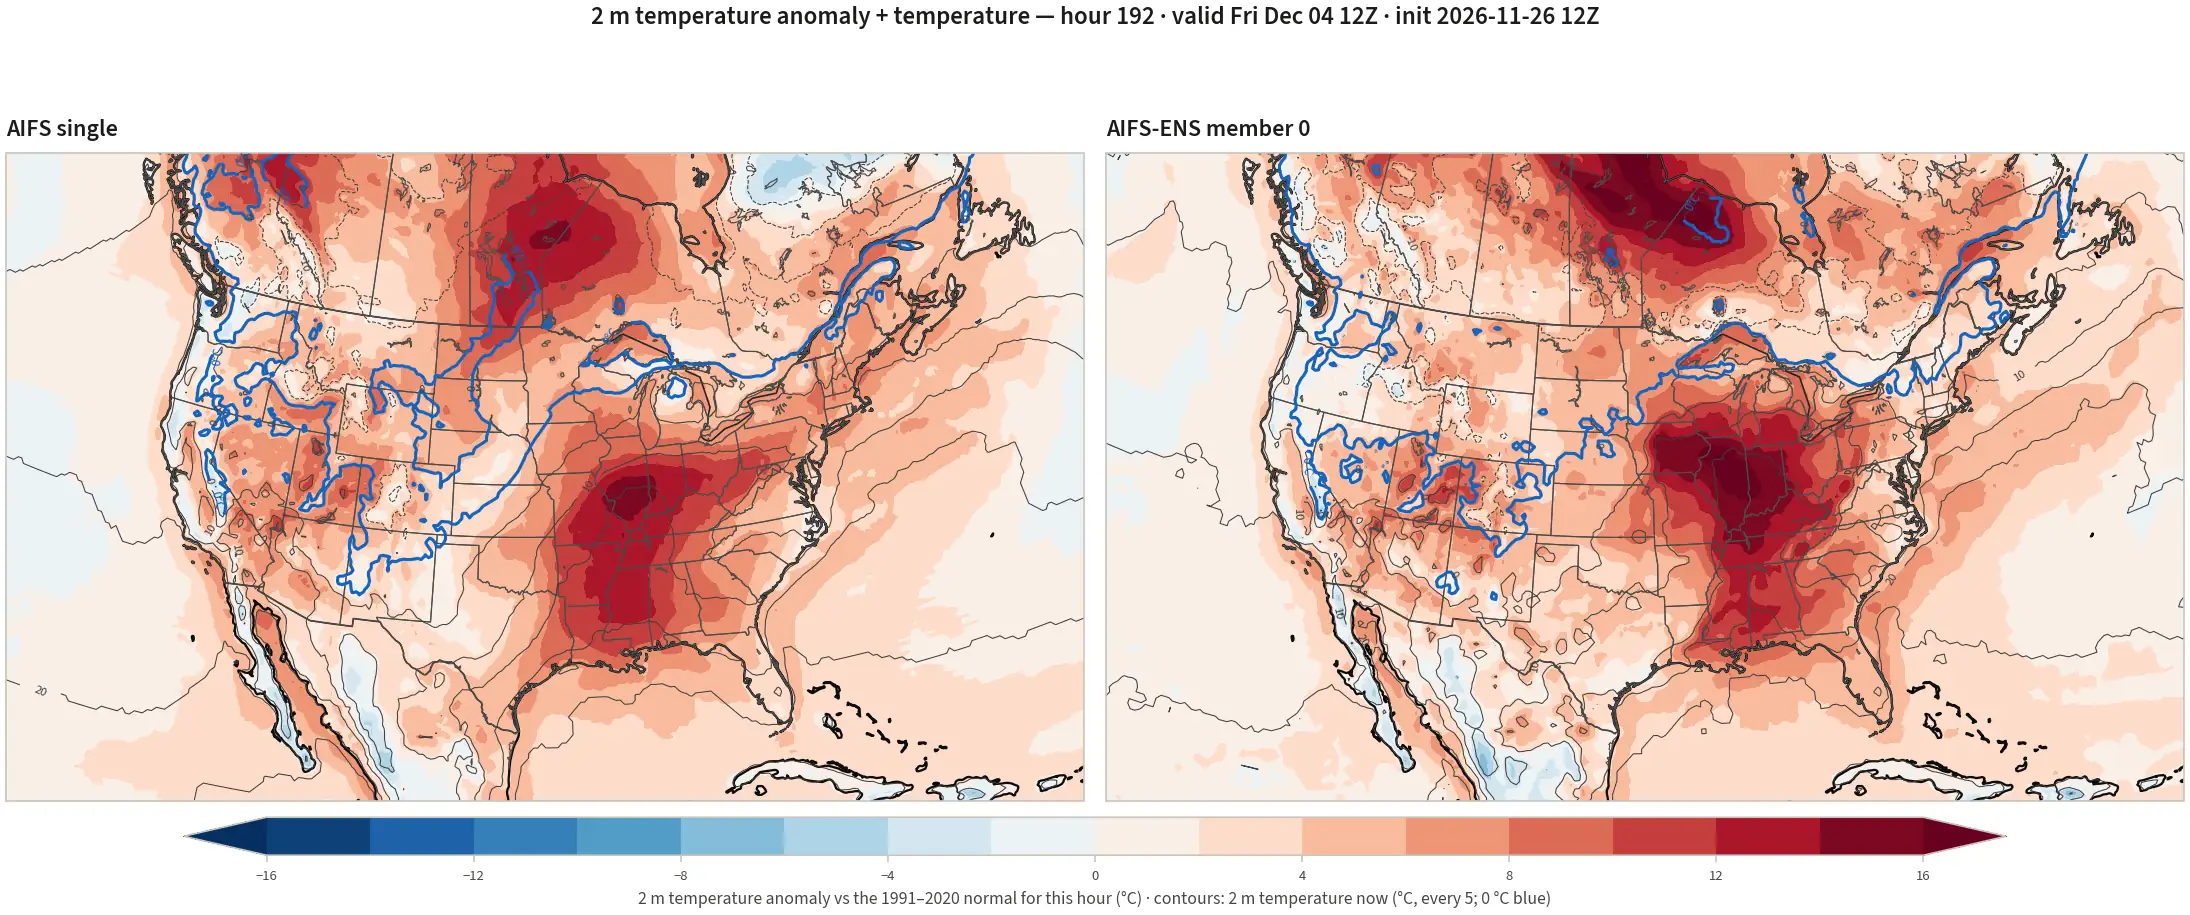 2 m temperature anomaly + temperature — hour 192 · valid Fri Dec 04 12Z · init 2026-11-26 12Z
AIFS single
AIFS-ENS member 0
20
10
−16
−12
−8
−4
0
4
8
12
16
2 m temperature anomaly vs the 1991–2020 normal for this hour (°C) · contours: 2 m temperature now (°C, every 5; 0 °C blue)